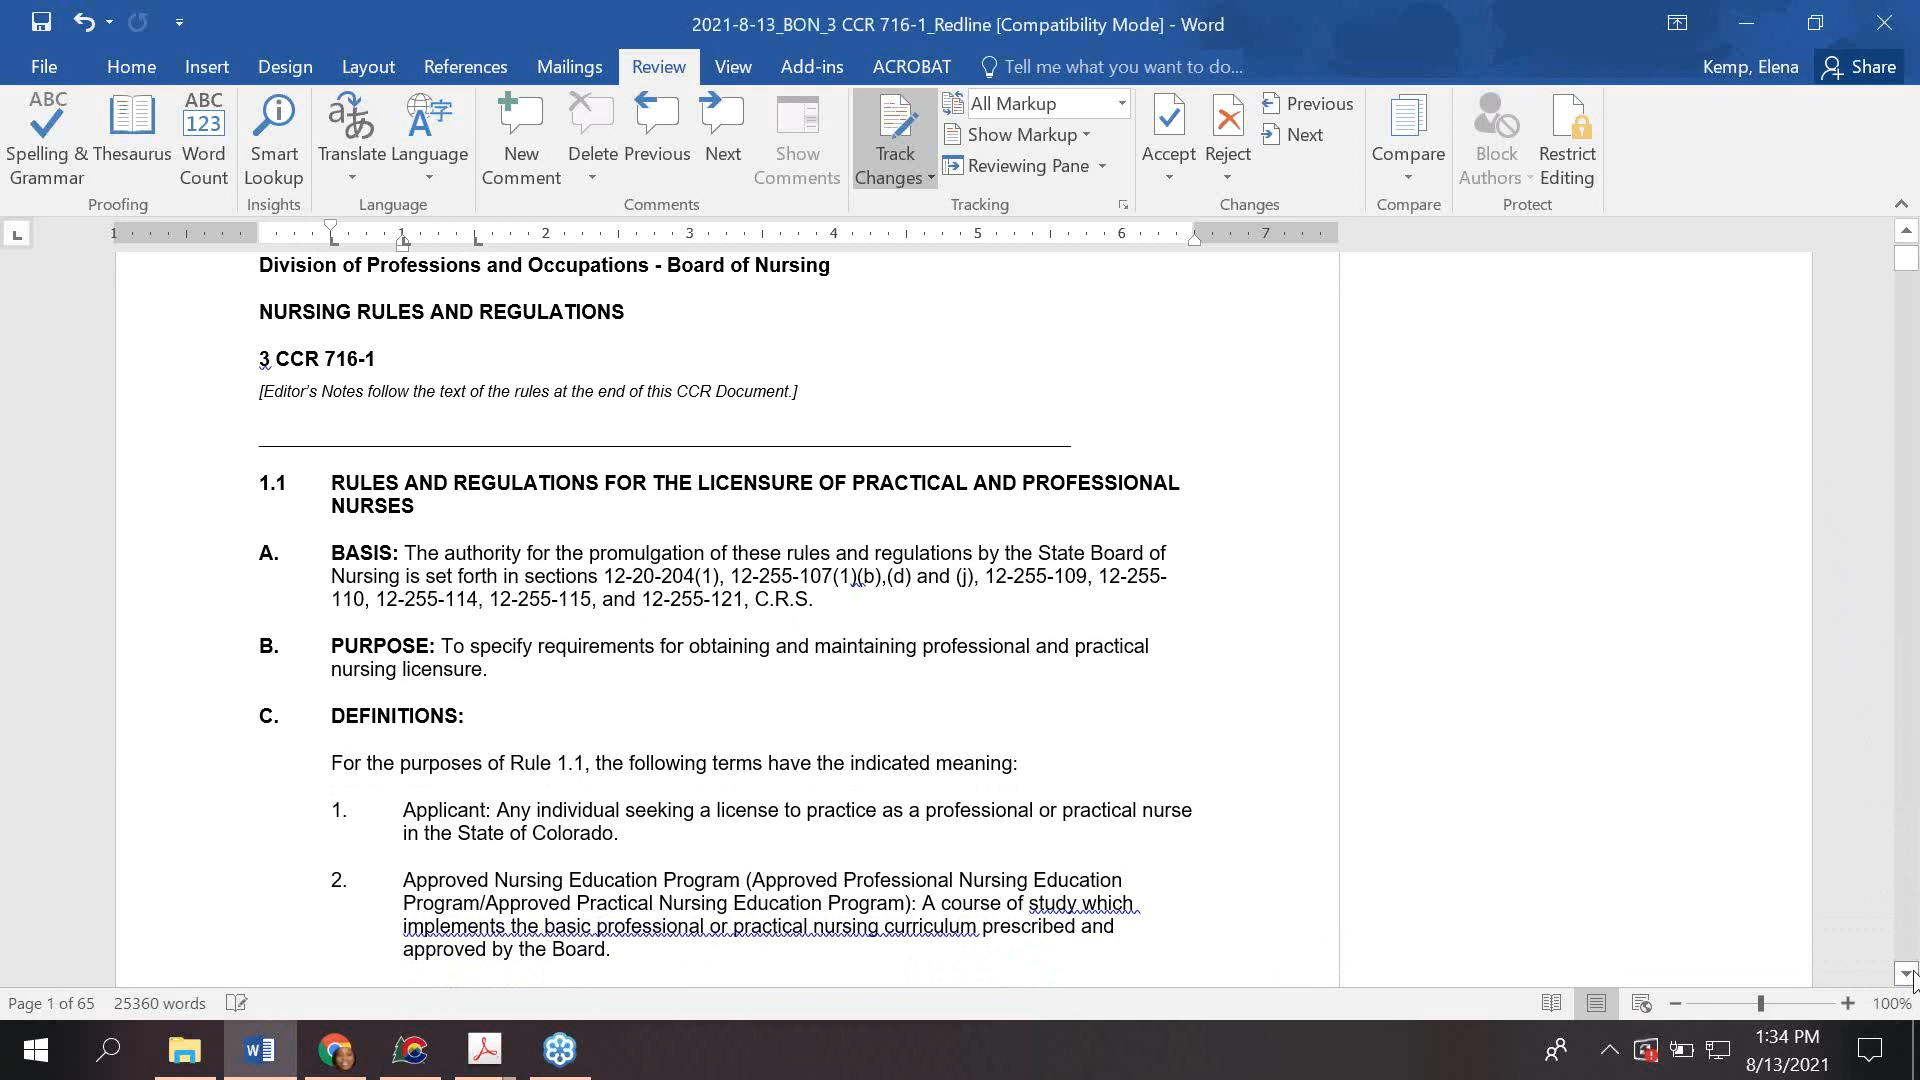 2021-8-13_BON_3 CCR 716-1_Redline [Compatibility Mode] - Word
File Home Insert Design Layout References Mailings Review View Add-ins ACROBAT Tell me what you want to do... Kemp, Elena Share
ABC Spelling & Grammar
Thesaurus
ABC 123 Word Count
Proofing
Smart Lookup
Insights
Translate
Language
Language
New Comment
Delete
Previous
Next
Show Comments
Comments
Track Changes
All Markup
Show Markup
Reviewing Pane
Tracking
Accept
Reject
Previous
Next
Changes
Compare
Compare
Block Authors
Restrict Editing
Protect
1 1 2 3 4 5 6 7
Division of Professions and Occupations - Board of Nursing
NURSING RULES AND REGULATIONS
3 CCR 716-1
[Editor's Notes follow the text of the rules at the end of this CCR Document.]
1.1 RULES AND REGULATIONS FOR THE LICENSURE OF PRACTICAL AND PROFESSIONAL
NURSES
A. BASIS: The authority for the promulgation of these rules and regulations by the State Board of
Nursing is set forth in sections 12-20-204(1), 12-255-107(1)(b),(d) and (j), 12-255-109, 12-255-
110, 12-255-114, 12-255-115, and 12-255-121, C.R.S.
B. PURPOSE: To specify requirements for obtaining and maintaining professional and practical
nursing licensure.
C. DEFINITIONS:
For the purposes of Rule 1.1, the following terms have the indicated meaning:
1. Applicant: Any individual seeking a license to practice as a professional or practical nurse
in the State of Colorado.
2. Approved Nursing Education Program (Approved Professional Nursing Education
Program/Approved Practical Nursing Education Program): A course of study which
implements the basic professional or practical nursing curriculum prescribed and
approved by the Board.
Page 1 of 65 25360 words 100%
1:34 PM
8/13/2021